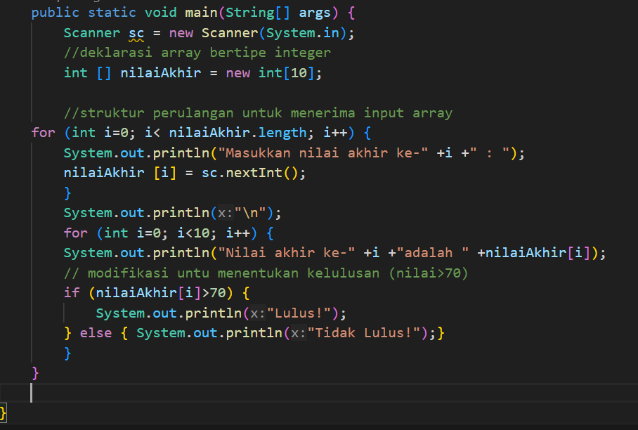 public static void main(String[] args) {
Scanner sc = new Scanner(System.in);
//deklarasi array bertipe integer
int [] nilaiAkhir = new int[10];
//struktur perulangan untuk menerima input array
for (int i=0; i< nilaiAkhir.length; i++) {
System.out.println("Masukkan nilai akhir ke-" +i +" : ");
nilaiAkhir [i] = sc.nextInt();
}
System.out.println(x:"\n");
for (int i=0; i<10; i++) {
System.out.println("Nilai akhir ke-" +i +"adalah " +nilaiAkhir[i]);
// modifikasi untu menentukan kelulusan (nilai>70)
if (nilaiAkhir[i]>70) {
System.out.println(x:"Lulus!");
} else { System.out.println(x:"Tidak Lulus!");}
}
}
}